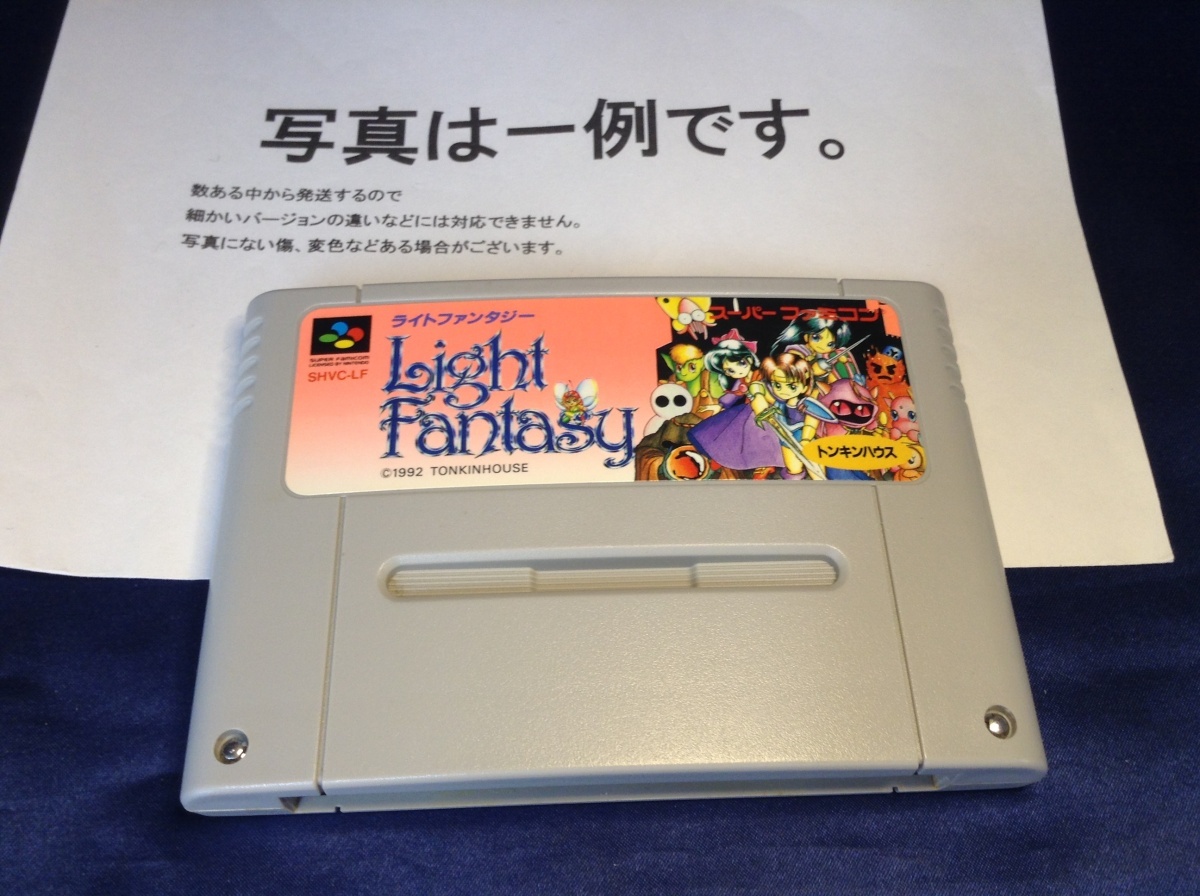 写真は一例です。
数ある中から発送するので
細かいバージョンの違いなどには対応できません。
写真にない傷、変色などある場合がございます。
スーパーファミコン
ライトファンタジー
Light
Fantasy
SUPER FAMICOM
LICENSED BY NINTENDO
SHVC-LF
トンキンハウス
©1992 TONKINHOUSE